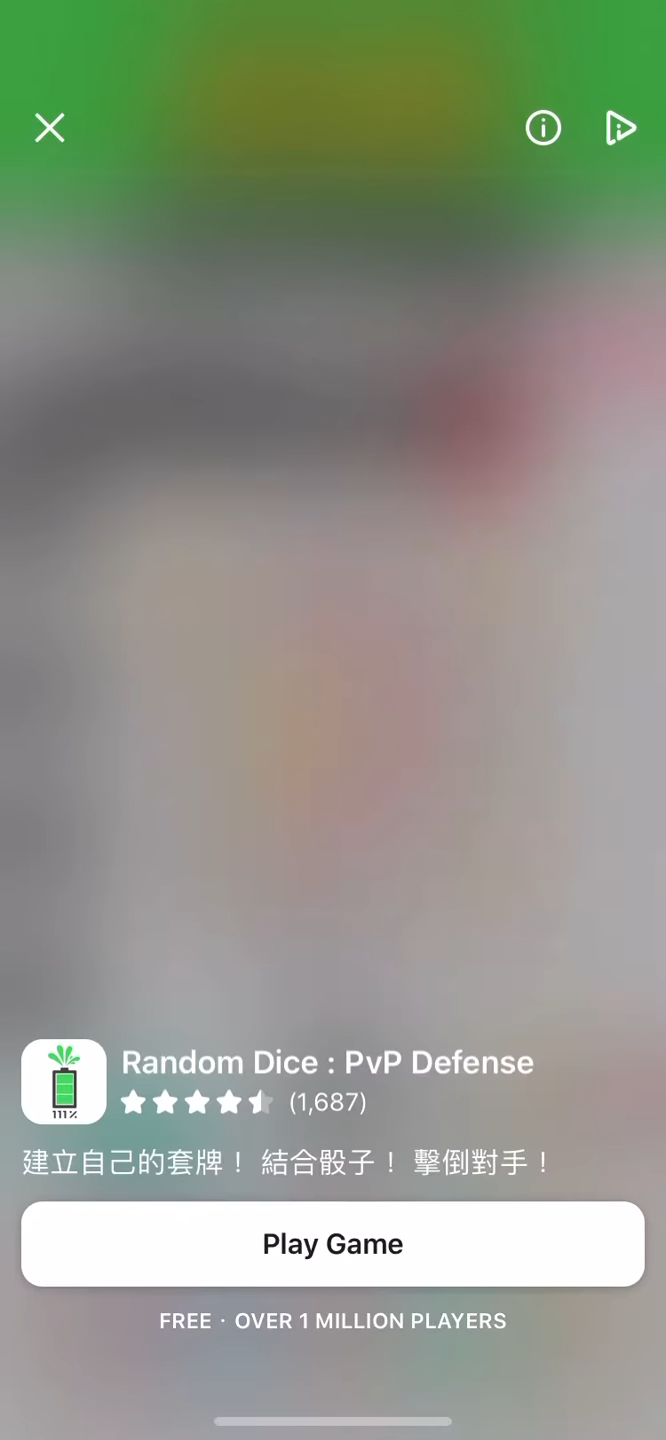 111%
Random Dice : PvP Defense
(1,687)
建立自己的套牌！ 結合骰子！ 擊倒對手！
Play Game
FREE · OVER 1 MILLION PLAYERS